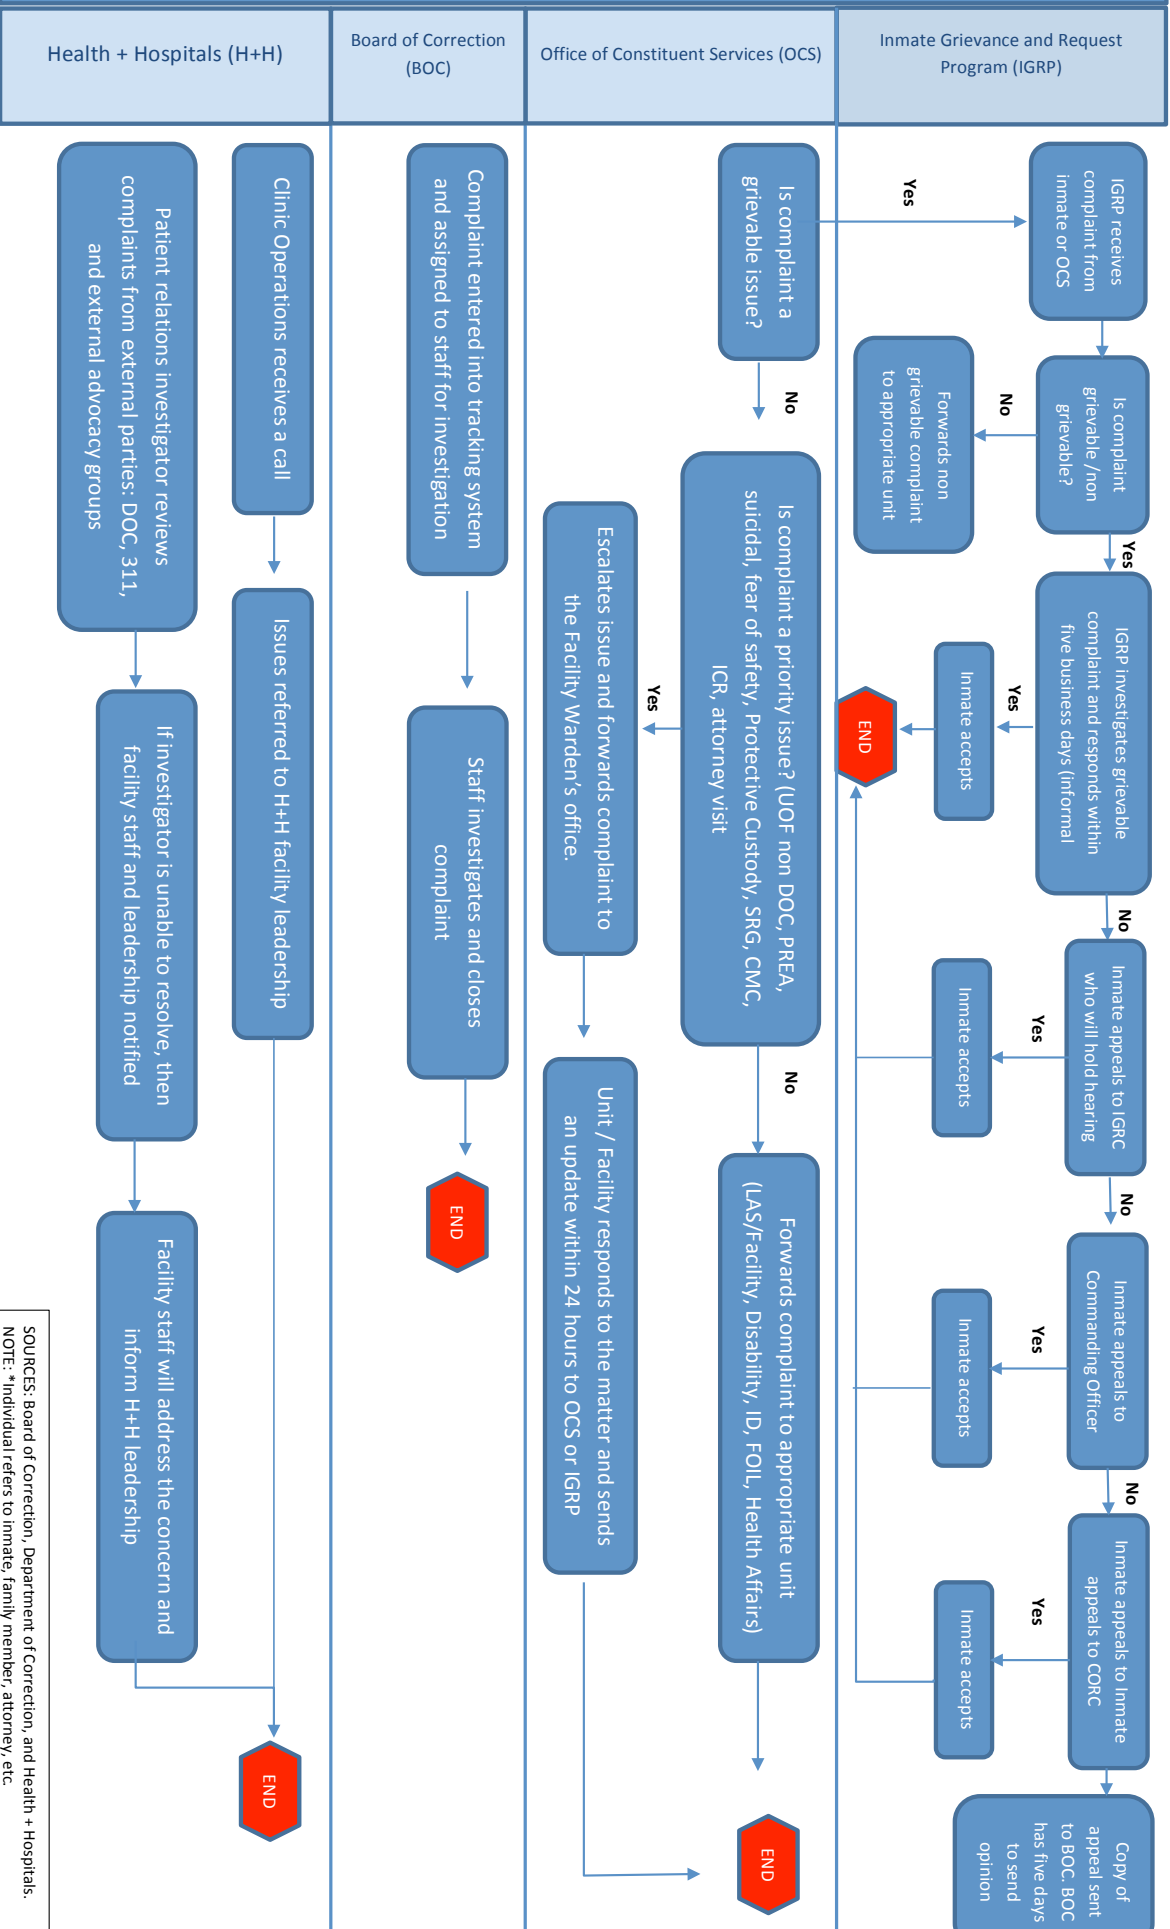 Inmate Grievance and Request
Program (IGRP)
IGRP receives
complaint from
inmate or OCS
Is complaint
grievable /non
grievable?
Yes
No
Forwards non
grievable complaint
to appropriate unit
IGRP investigates grievable
complaint and responds within
five business days (informal
Yes
Inmate accepts
END
No
Inmate appeals to IGRC
who will hold hearing
Yes
Inmate accepts
No
Inmate appeals to
Commanding Officer
Yes
Inmate accepts
No
Inmate appeals to Inmate
appeals to CORC
Yes
Inmate accepts
Copy of
appeal sent
to BOC. BOC
has five days
to send
opinion
Office of Constituent Services (OCS)
Yes
Is complaint a
grievable issue?
No
Is complaint a priority issue? (UOF non DOC, PREA,
suicidal, fear of safety, Protective Custody, SRG, CMC,
ICR, attorney visit
Yes
Escalates issue and forwards complaint to
the Facility Warden's office.
No
Forwards complaint to appropriate unit
(LAS/Facility, Disability, ID, FOIL, Health Affairs)
Unit / Facility responds to the matter and sends
an update within 24 hours to OCS or IGRP
END
Board of Correction
(BOC)
Complaint entered into tracking system
and assigned to staff for investigation
Staff investigates and closes
complaint
END
Health + Hospitals (H+H)
Clinic Operations receives a call
Issues referred to H+H facility leadership
Patient relations investigator reviews
complaints from external parties: DOC, 311,
and external advocacy groups
If investigator is unable to resolve, then
facility staff and leadership notified
Facility staff will address the concern and
inform H+H leadership
END
SOURCES: Board of Correction, Department of Correction, and Health + Hospitals.
NOTE: *Individual refers to inmate, family member, attorney, etc.